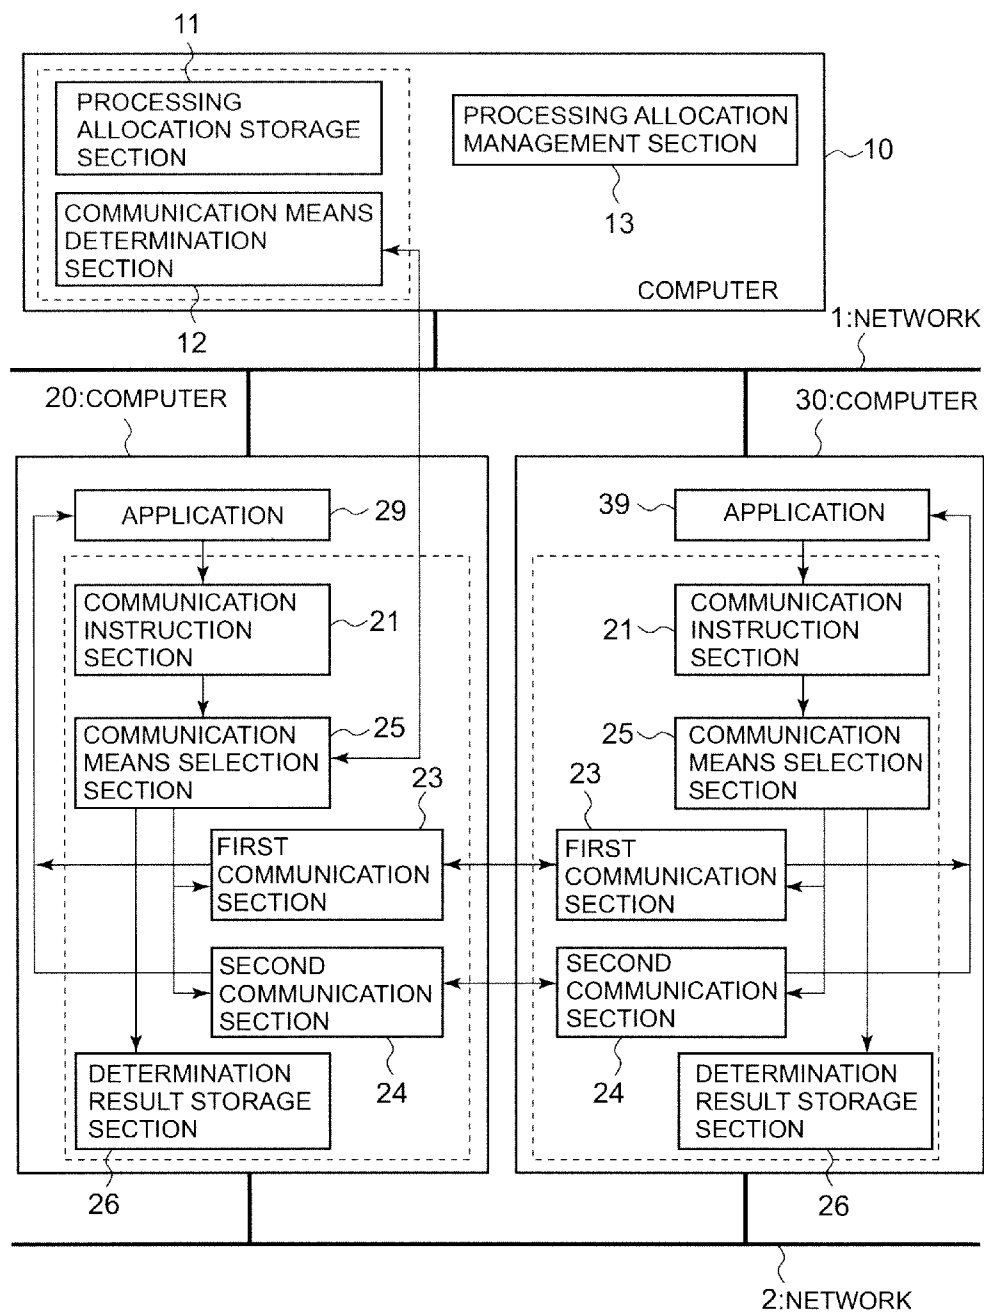 11
PROCESSING
ALLOCATION STORAGE
SECTION
PROCESSING ALLOCATION
MANAGEMENT SECTION
10
13
COMMUNICATION MEANS
DETERMINATION
SECTION
12
COMPUTER
1:NETWORK
20:COMPUTER
30:COMPUTER
APPLICATION
29
COMMUNICATION
INSTRUCTION
SECTION
21
COMMUNICATION
MEANS SELECTION
SECTION
25
23
FIRST
COMMUNICATION
SECTION
SECOND
COMMUNICATION
SECTION
24
DETERMINATION
RESULT STORAGE
SECTION
26
39
APPLICATION
21
COMMUNICATION
INSTRUCTION
SECTION
25
COMMUNICATION
MEANS SELECTION
SECTION
23
FIRST
COMMUNICATION
SECTION
SECOND
COMMUNICATION
SECTION
24
DETERMINATION
RESULT STORAGE
SECTION
26
2:NETWORK